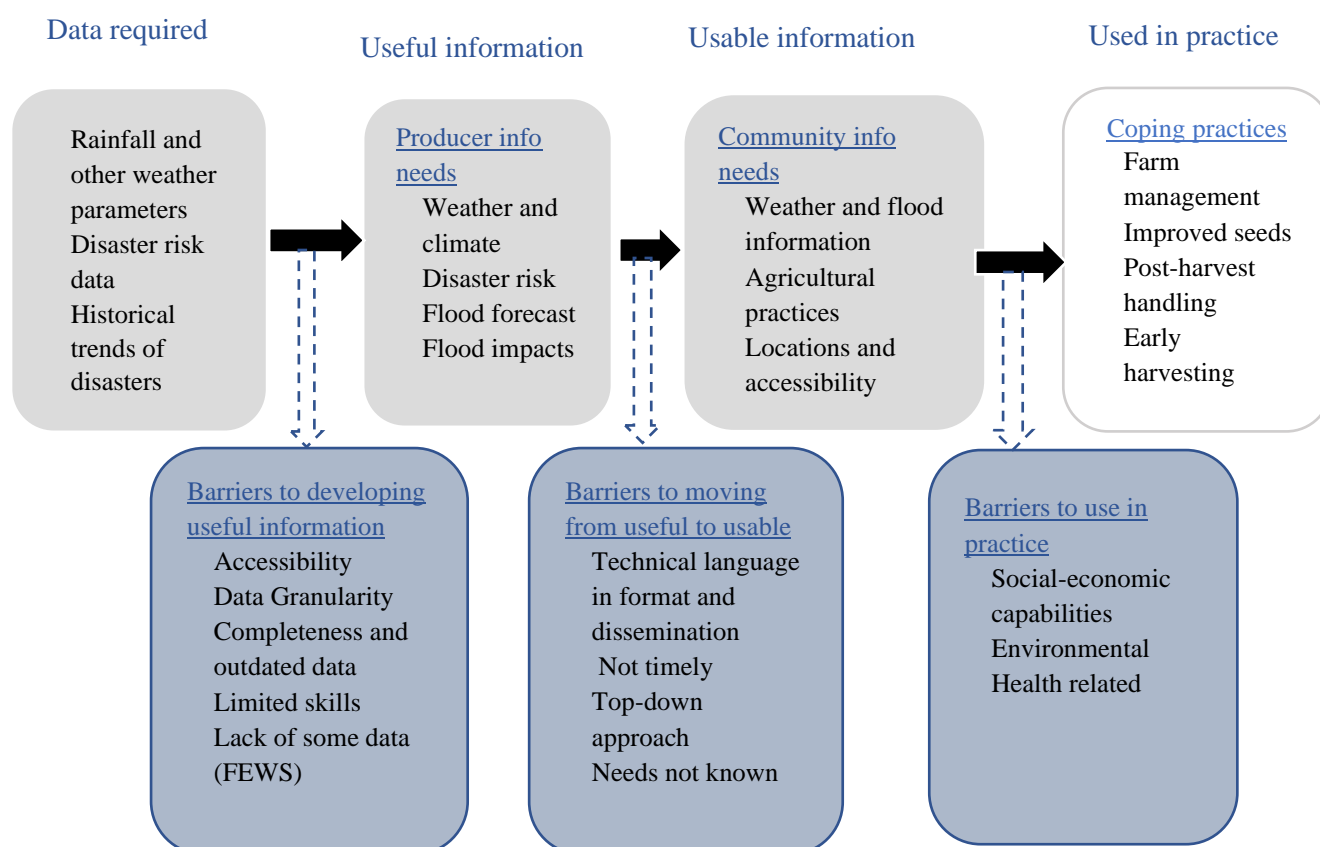 Data required
Useful information
Usable information
Used in practice
Rainfall and
other weather
parameters
Disaster risk
data
Historical
trends of
disasters
Producer info
needs
Weather and
climate
Disaster risk
Flood forecast
Flood impacts
Community info
needs
Weather and flood
information
Agricultural
practices
Locations and
accessibility
Coping practices
Farm
management
Improved seeds
Post-harvest
handling
Early
harvesting
Barriers to developing
useful information
Accessibility
Data Granularity
Completeness and
outdated data
Limited skills
Lack of some data
(FEWS)
Barriers to moving
from useful to usable
Technical language
in format and
dissemination
Not timely
Top-down
approach
Needs not known
Barriers to use in
practice
Social-economic
capabilities
Environmental
Health related